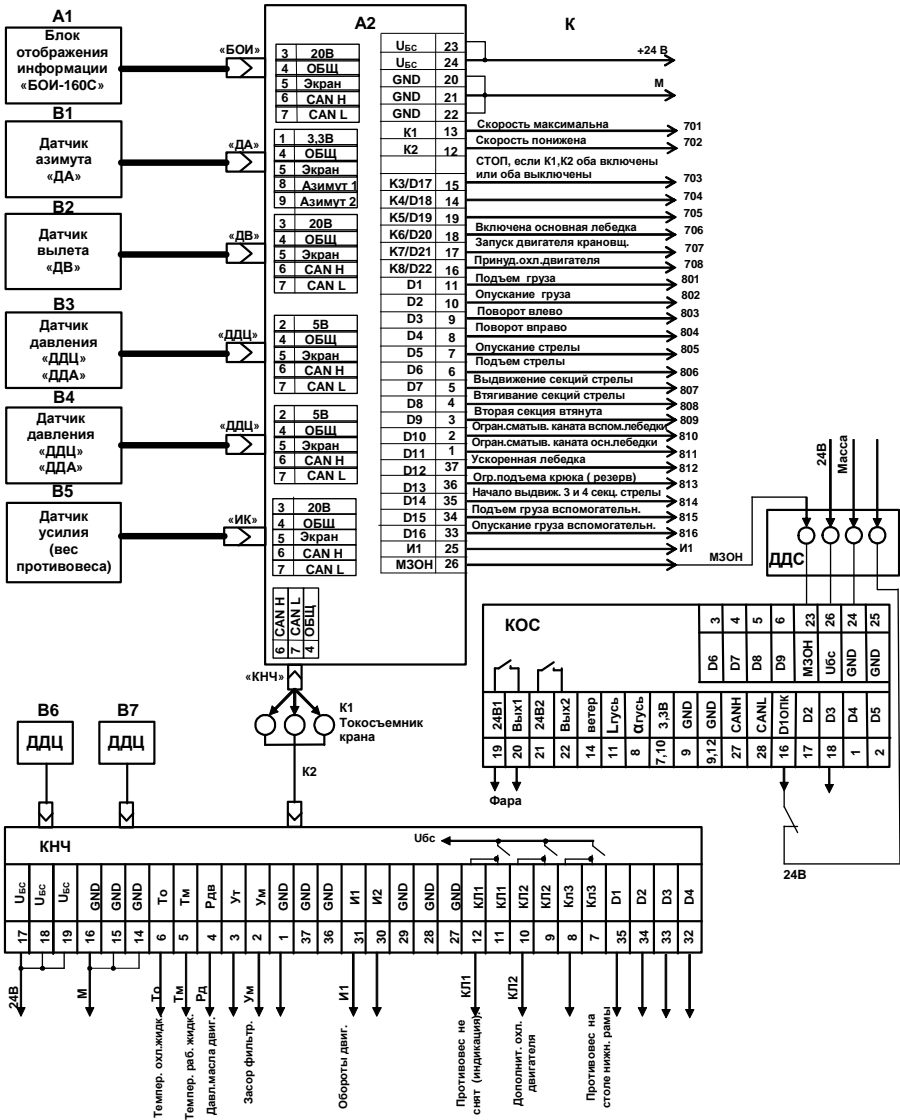 А1
Блок
отображения
информации
«БОИ-160С»
«БОИ»
В1
Датчик
азимута
«ДА»
«ДА»
В2
Датчик
вылета
«ДВ»
«ДВ»
В3
Датчик
давления
«ДДЦ»
«ДДА»
«ДДЦ»
В4
Датчик
давления
«ДДЦ»
«ДДА»
«ДДЦ»
В5
Датчик
усилия
(вес
противовеса)
«ИК»
А2
3 20В
4 ОБЩ
5 Экран
6 CAN H
7 CAN L
1 3,3В
4 ОБЩ
5 Экран
8 Азимут 1
9 Азимут 2
3 20В
4 ОБЩ
5 Экран
6 CAN H
7 CAN L
2 5В
4 ОБЩ
5 Экран
6 CAN H
7 CAN L
2 5В
4 ОБЩ
5 Экран
6 CAN H
7 CAN L
3 20В
4 ОБЩ
5 Экран
6 CAN H
7 CAN L
6 CAN H
7 CAN L
4 ОБЩ
К
UБС 23
UБС 24 +24 В
GND 20
GND 21 М
GND 22
К1 13 Скорость максимальна 701
К2 12 Скорость понижена 702
СТОП, если К1,К2 оба включены
или оба выключены
К3/D17 15 703
К4/D18 14 704
К5/D19 19 705
К6/D20 18 Включена основная лебедка 706
К7/D21 17 Запуск двигателя крановщ. 707
К8/D22 16 Принуд.охл.двигателя 708
D1 11 Подъем груза 801
D2 10 Опускание груза 802
D3 9 Поворот влево 803
D4 8 Поворот вправо 804
D5 7 Опускание стрелы 805
D6 6 Подъем стрелы 806
D7 5 Выдвижение секций стрелы 807
D8 4 Втягивание секций стрелы 808
D9 3 Вторая секция втянута 809
D10 2 Огран.сматыв. каната вспом.лебедки 810
D11 1 Огран.сматыв. каната осн.лебедки 811
D12 37 Ускоренная лебедка 812
D13 36 Огр.подъема крюка ( резерв) 813
D14 35 Начало выдвиж. 3 и 4 секц. стрелы 814
D15 34 Подъем груза вспомогательн. 815
D16 33 Опускание груза вспомогательн. 816
И1 25 И1
МЗОН 26 МЗОН
24В
Масса
ДДС
КОС
3 4 5 6 23 26 24 25
D6 D7 D8 D9 МЗОН Uбс GND GND
24В1 Вых1 24В2 Вых2 ветер Lгусь αгусь 3,3В GND GND CANH CANL D1ОПК D2 D3 D4 D5
19 20 21 22 14 11 8 7,10 9 9,12 27 28 16 17 18 1 2
Фара
24В
«КНЧ»
К1
Токосъемник
крана
К2
В6
ДДЦ
В7
ДДЦ
КНЧ
Uбс
UБС UБС UБС GND GND GND То Тм Рдв Ут Ум GND GND GND И1 И2 GND GND GND КЛ1 КЛ1 КЛ2 КЛ2 Кл3 Кл3 D1 D2 D3 D4
17 18 19 16 15 14 6 5 4 3 2 1 37 36 31 30 29 28 27 12 11 10 9 8 7 35 34 33 32
24В
М
То
Тм
Рд
Ум
И1
КЛ1
КЛ2
Темпер. охл.жидк.
Темпер. раб. жидк.
Давл.масла двиг.
Засор фильтр.
Обороты двиг.
Противовес не
снят (индикация).
Дополнит. охл.
двигателя
Противовес на
столе нижн. рамы